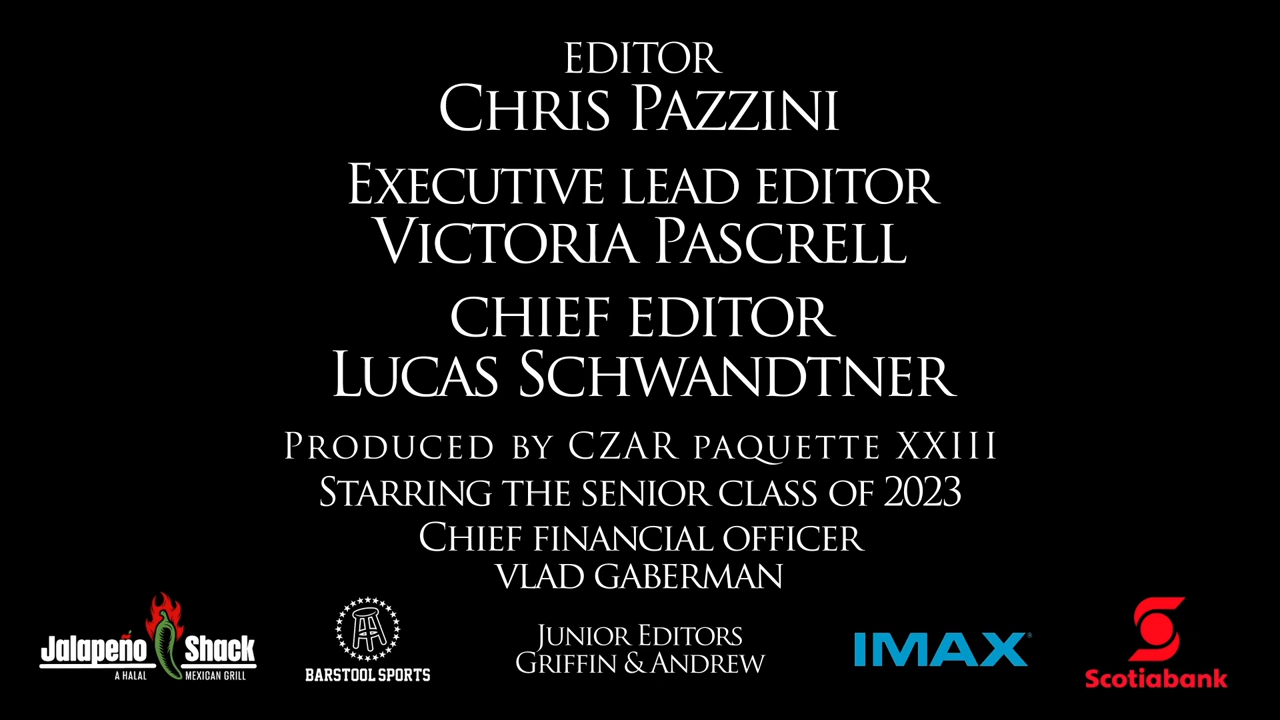 EDITOR
CHRIS PAZZINI
EXECUTIVE LEAD EDITOR
VICTORIA PASCRELL
CHIEF EDITOR
LUCAS SCHWANDTNER
PRODUCED BY CZAR PAQUETTE XXIII
STARRING THE SENIOR CLASS OF 2023
CHIEF FINANCIAL OFFICER
VLAD GABERMAN
Jalapeño Shack
A HALAL MEXICAN GRILL
BARSTOOL SPORTS
JUNIOR EDITORS
GRIFFIN & ANDREW
IMAX®
Scotiabank